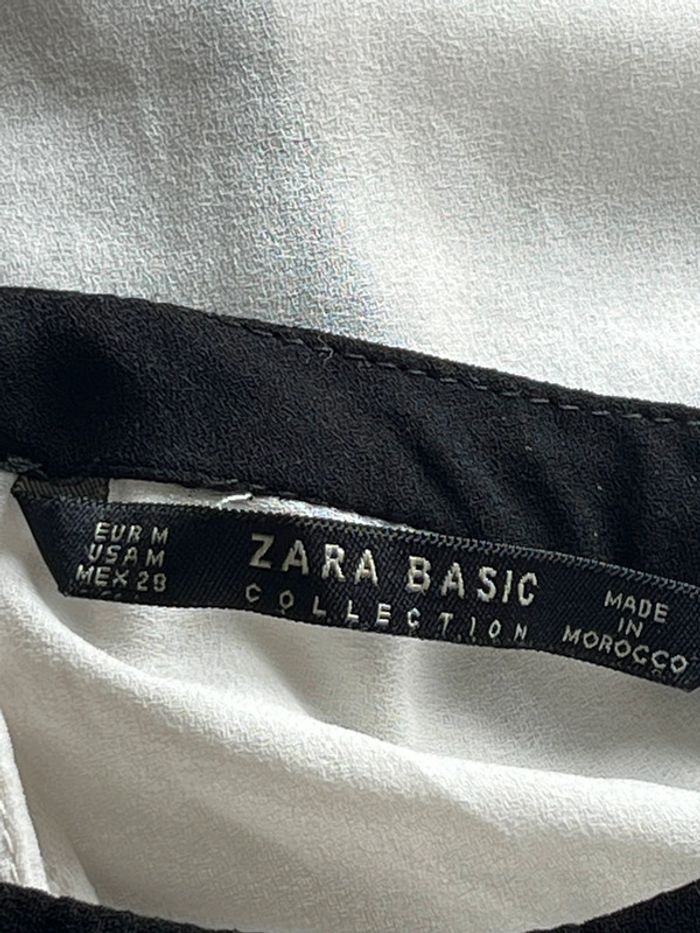 EUR M
USA M
MEX 28
ZARA BASIC
COLLECTION
MADE
IN
MOROCCO